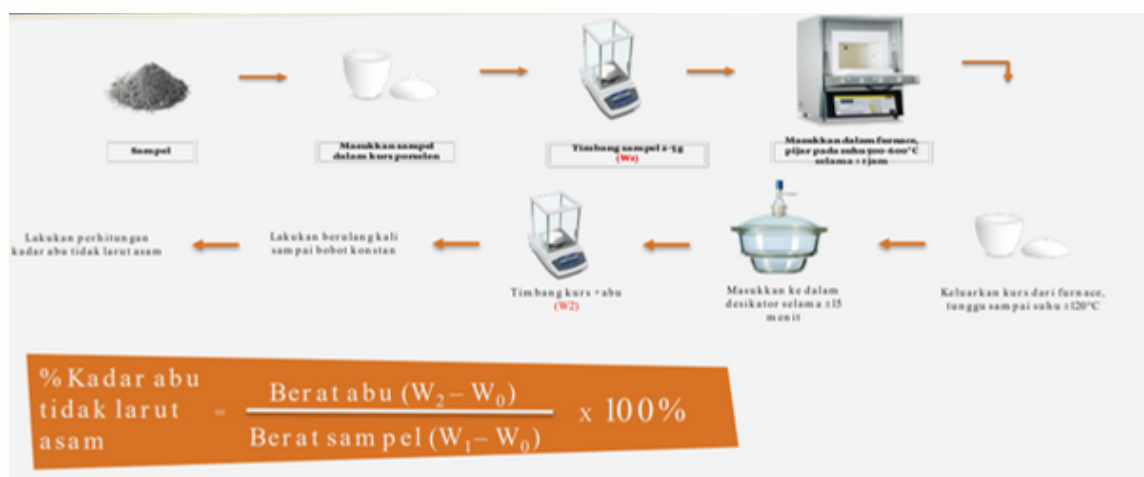 Sampel
Masukkan sampel
dalam kurs porselen
Timbang sampel 2-3g
Masukkan dalam furnace,
pijar pada suhu 500-600°C
selama
jam
Lakukan perhitungan
kadar abu tidak larut asam
Lakukan berulang kali
sampai bobot konstan
Timbang kurs + abu
(W2)
Masukkan ke dalam
desikator selama ±15
menit
Keluarkan kurs dari furnace,
tunggu sampai suhu ±120°C
% Kadar abu
tidak larut
asam
=
Berat abu (W₂ – W₀)
Berat sampel (W₁ – W₀)
x 100%